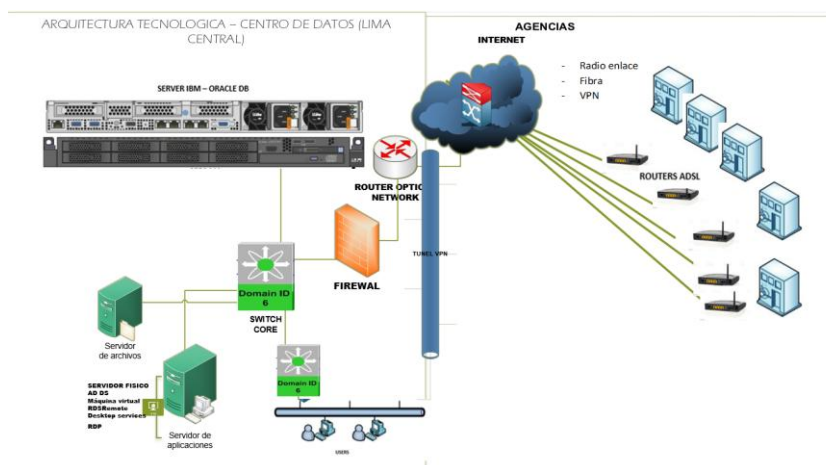 ARQUITECTURA TECNOLOGICA – CENTRO DE DATOS (LIMA
CENTRAL)
AGENCIAS
INTERNET
- Radio enlace
- Fibra
- VPN
SERVER IBM – ORACLE DB
ROUTER OPTIC
NETWORK
ROUTERS ADSL
TUNEL VPN
FIREWAL
Domain ID
6
SWITCH
CORE
Servidor
de archivos
Domain ID
6
SERVIDOR FISICO
AD DS
Máquina virtual
RDSRemote
Desktop services
RDP
Servidor de
aplicaciones
USERS